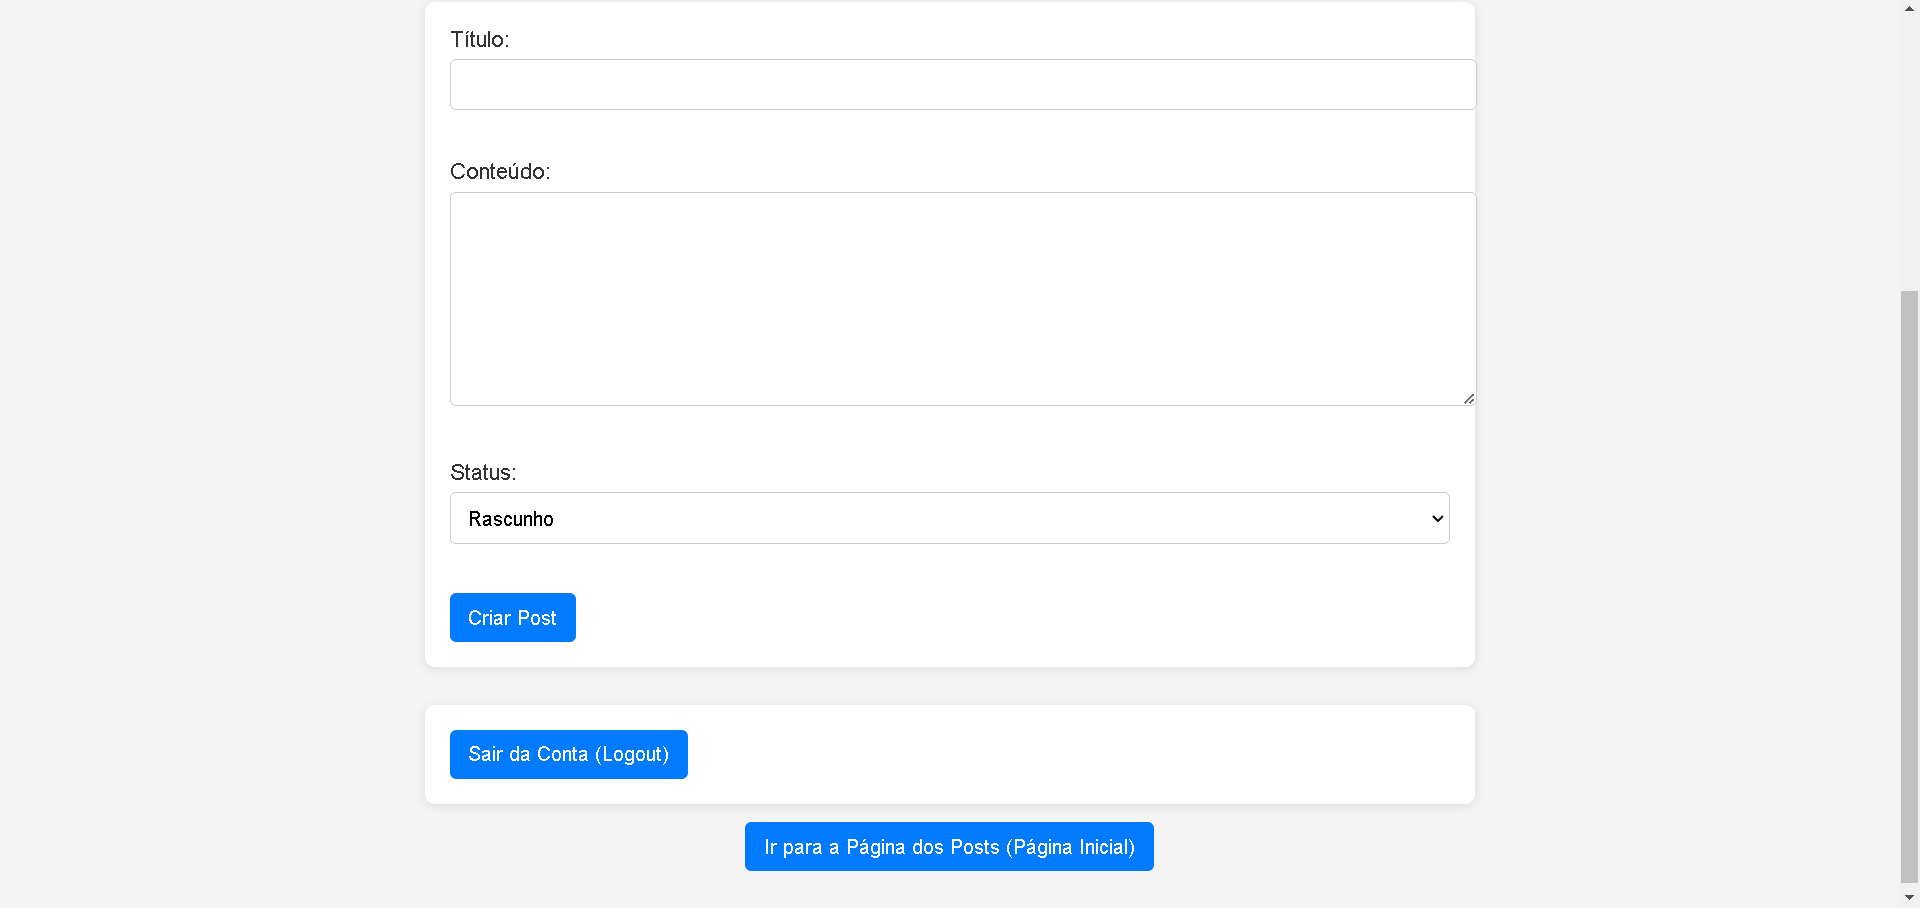 Título:
Conteúdo:
Status:
Rascunho
Criar Post
Sair da Conta (Logout)
Ir para a Página dos Posts (Página Inicial)